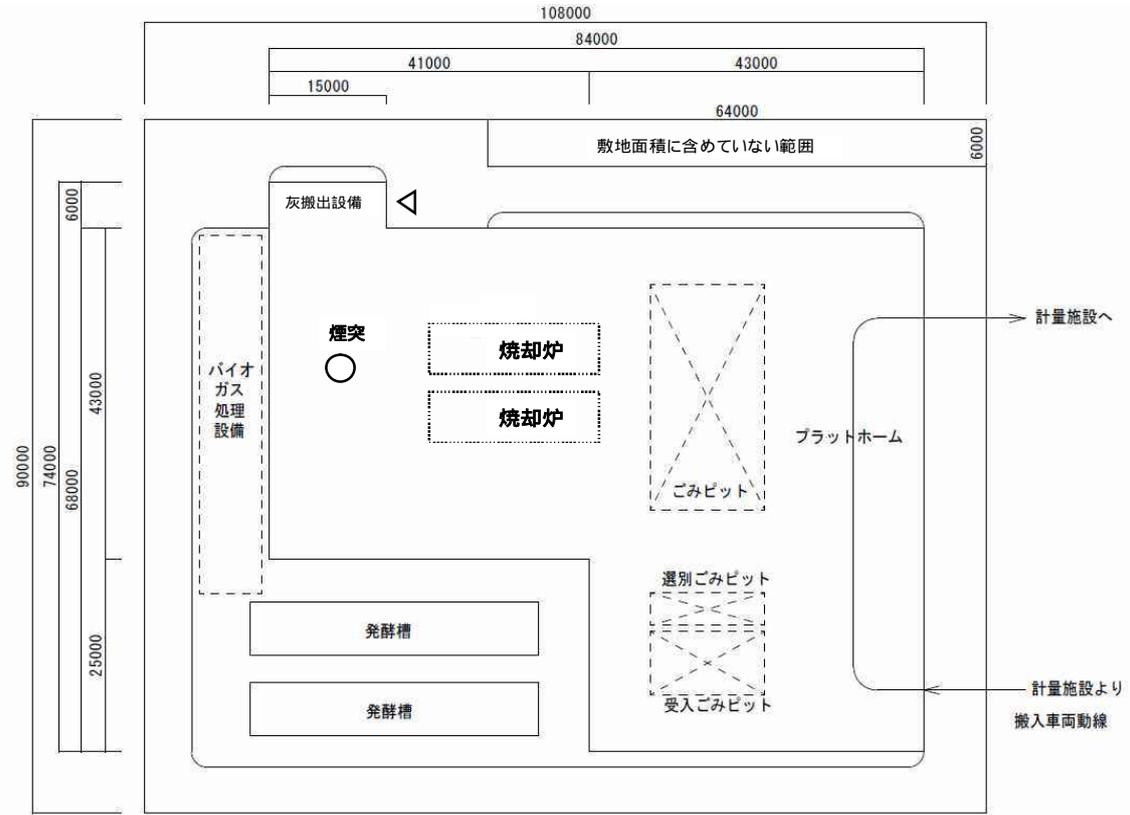 108000
84000
41000
43000
15000
64000
敷地面積に含めていない範囲
6000
6000
灰搬出設備
計量施設へ
煙突
焼却炉
焼却炉
バイオ
ガス
処理
設備
43000
プラットホーム
90000
74000
68000
ごみピット
選別ごみピット
発酵槽
25000
計量施設より
搬入車両動線
受入ごみピット
発酵槽